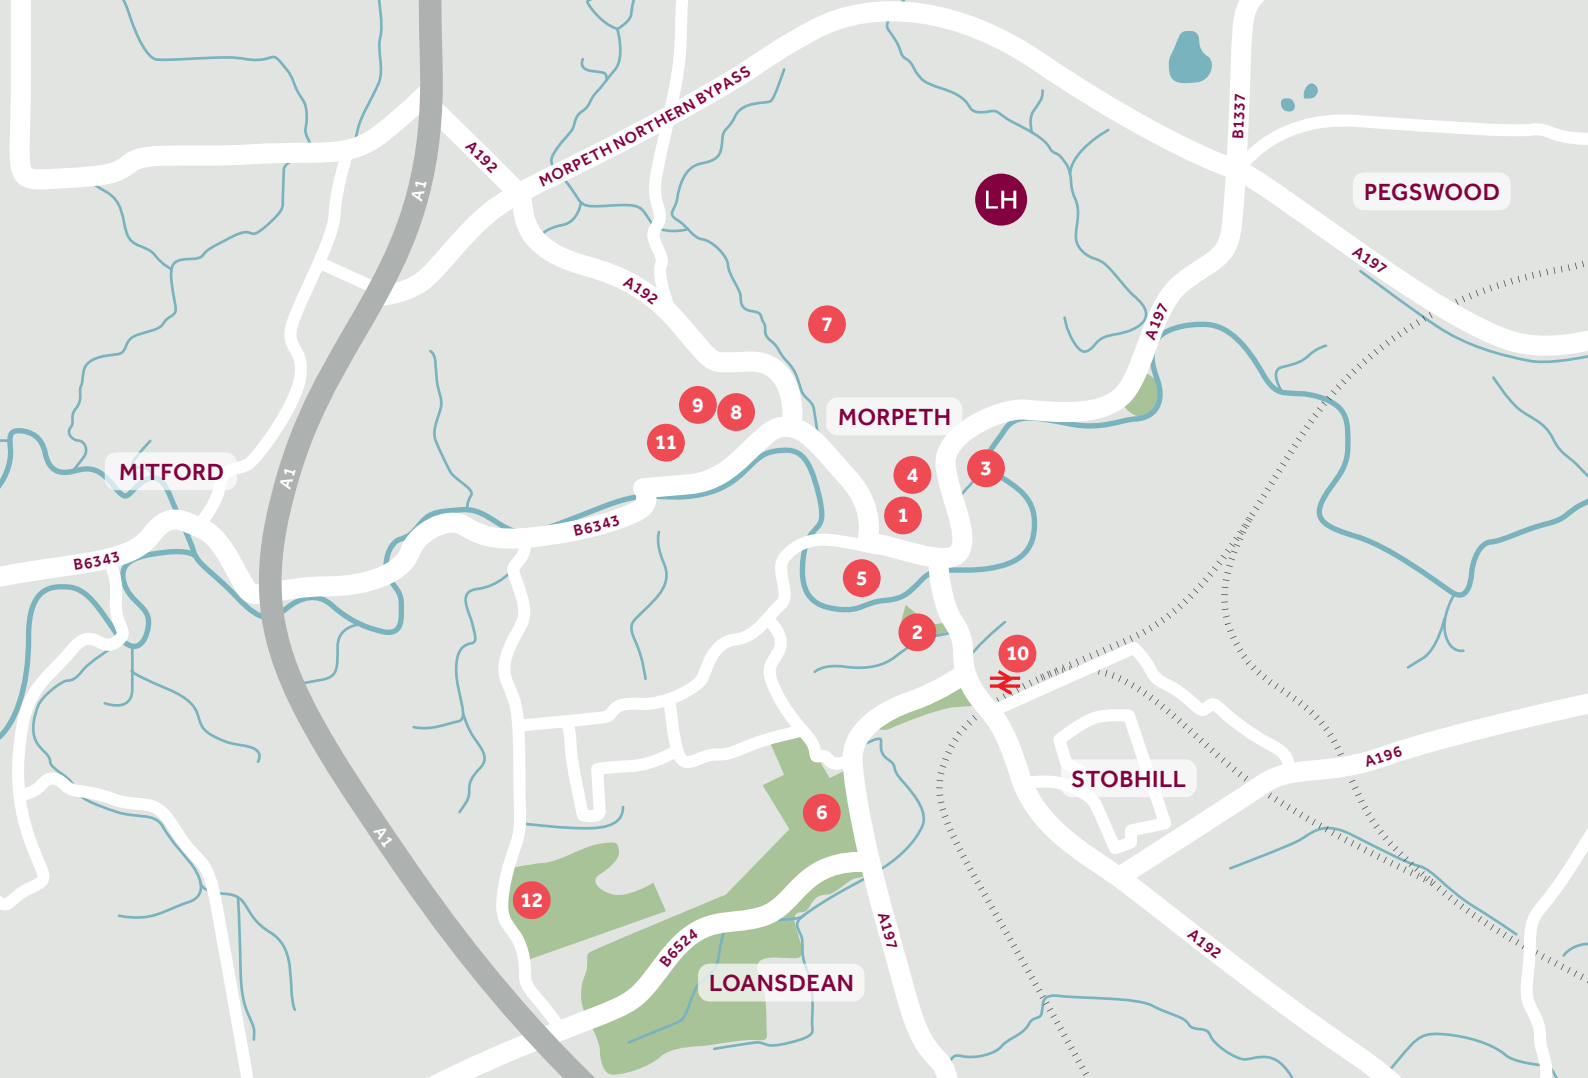 MORPETH NORTHERN BYPASS
B1337
A192
A1
LH
PEGSWOOD
A197
A192
A197
7
9
8
MORPETH
11
MITFORD
A1
3
4
1
B6343
B6343
5
2
10
A196
STOBHILL
6
A1
12
A197
B6524
A192
LOANSDEAN